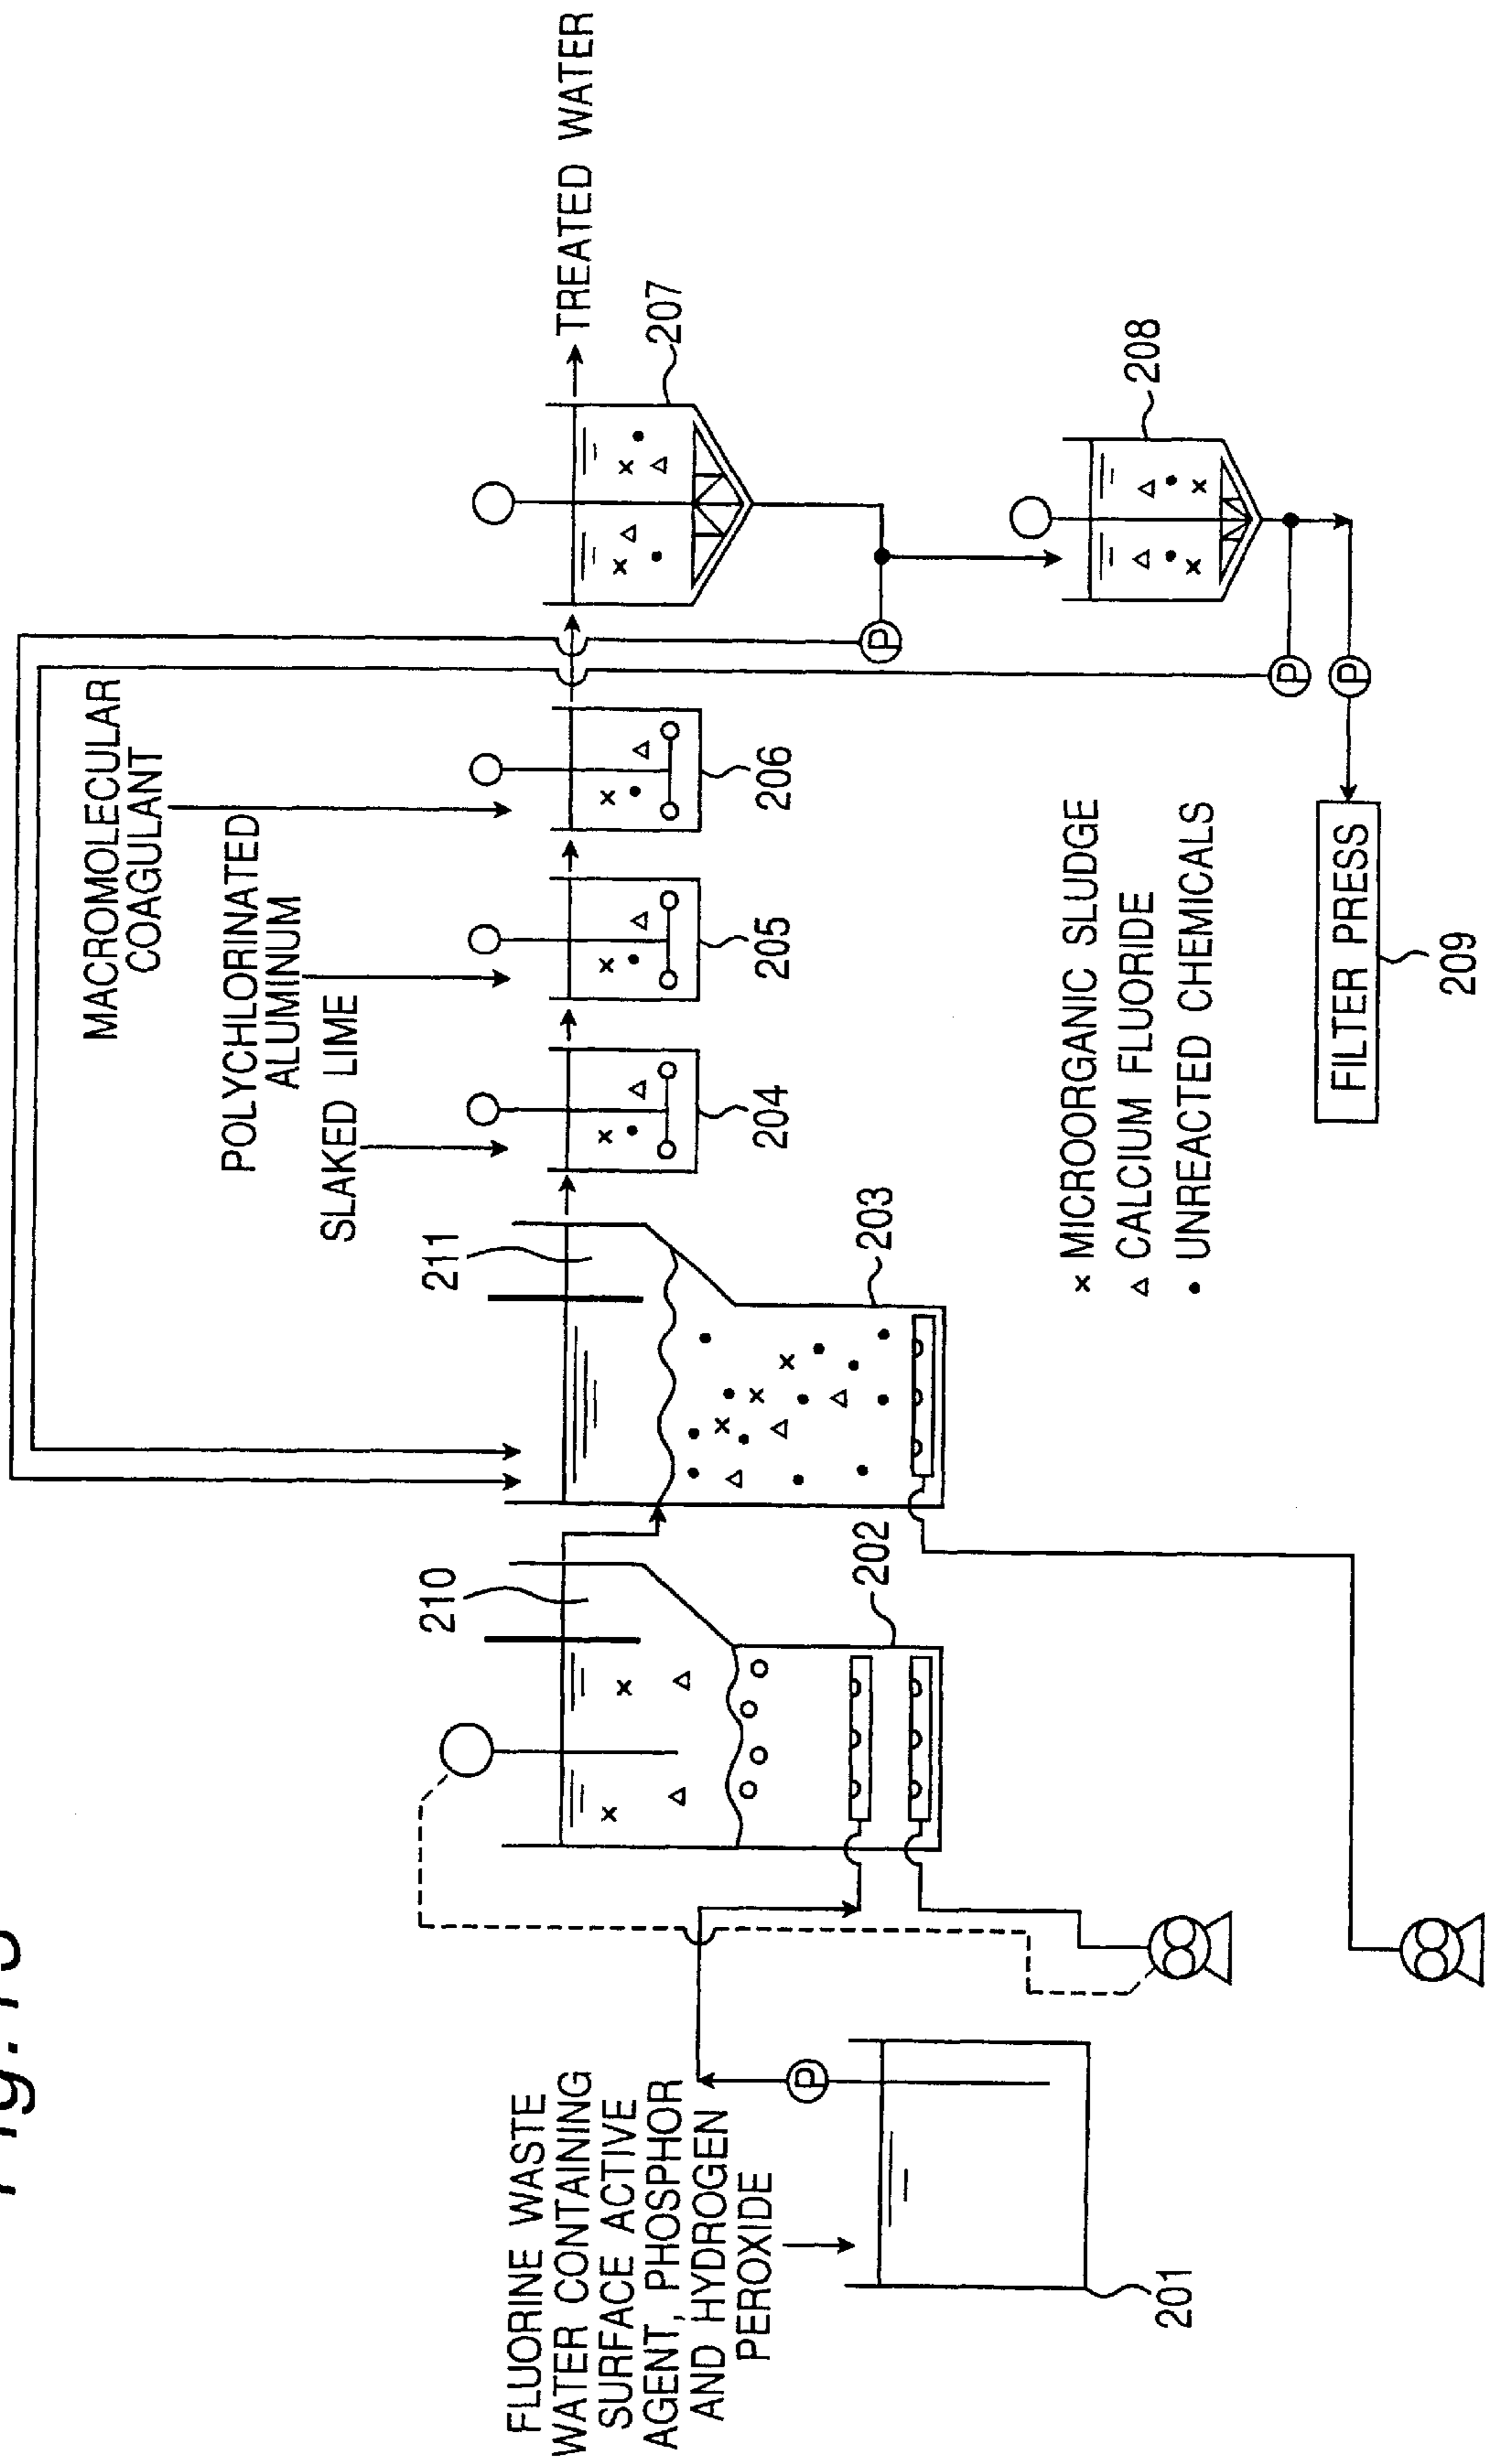 FLUORINE WASTE
WATER CONTAINING
SURFACE ACTIVE
AGENT, PHOSPHOR
AND HYDROGEN
PEROXIDE
201
P
210
202
211
203
SLAKED LIME
POLYCHLORINATED
ALUMINUM
MACROMOLECULAR
COAGULANT
204
205
206
TREATED WATER
207
P
208
P
P
FILTER PRESS
209
× MICROORGANIC SLUDGE
△ CALCIUM FLUORIDE
• UNREACTED CHEMICALS